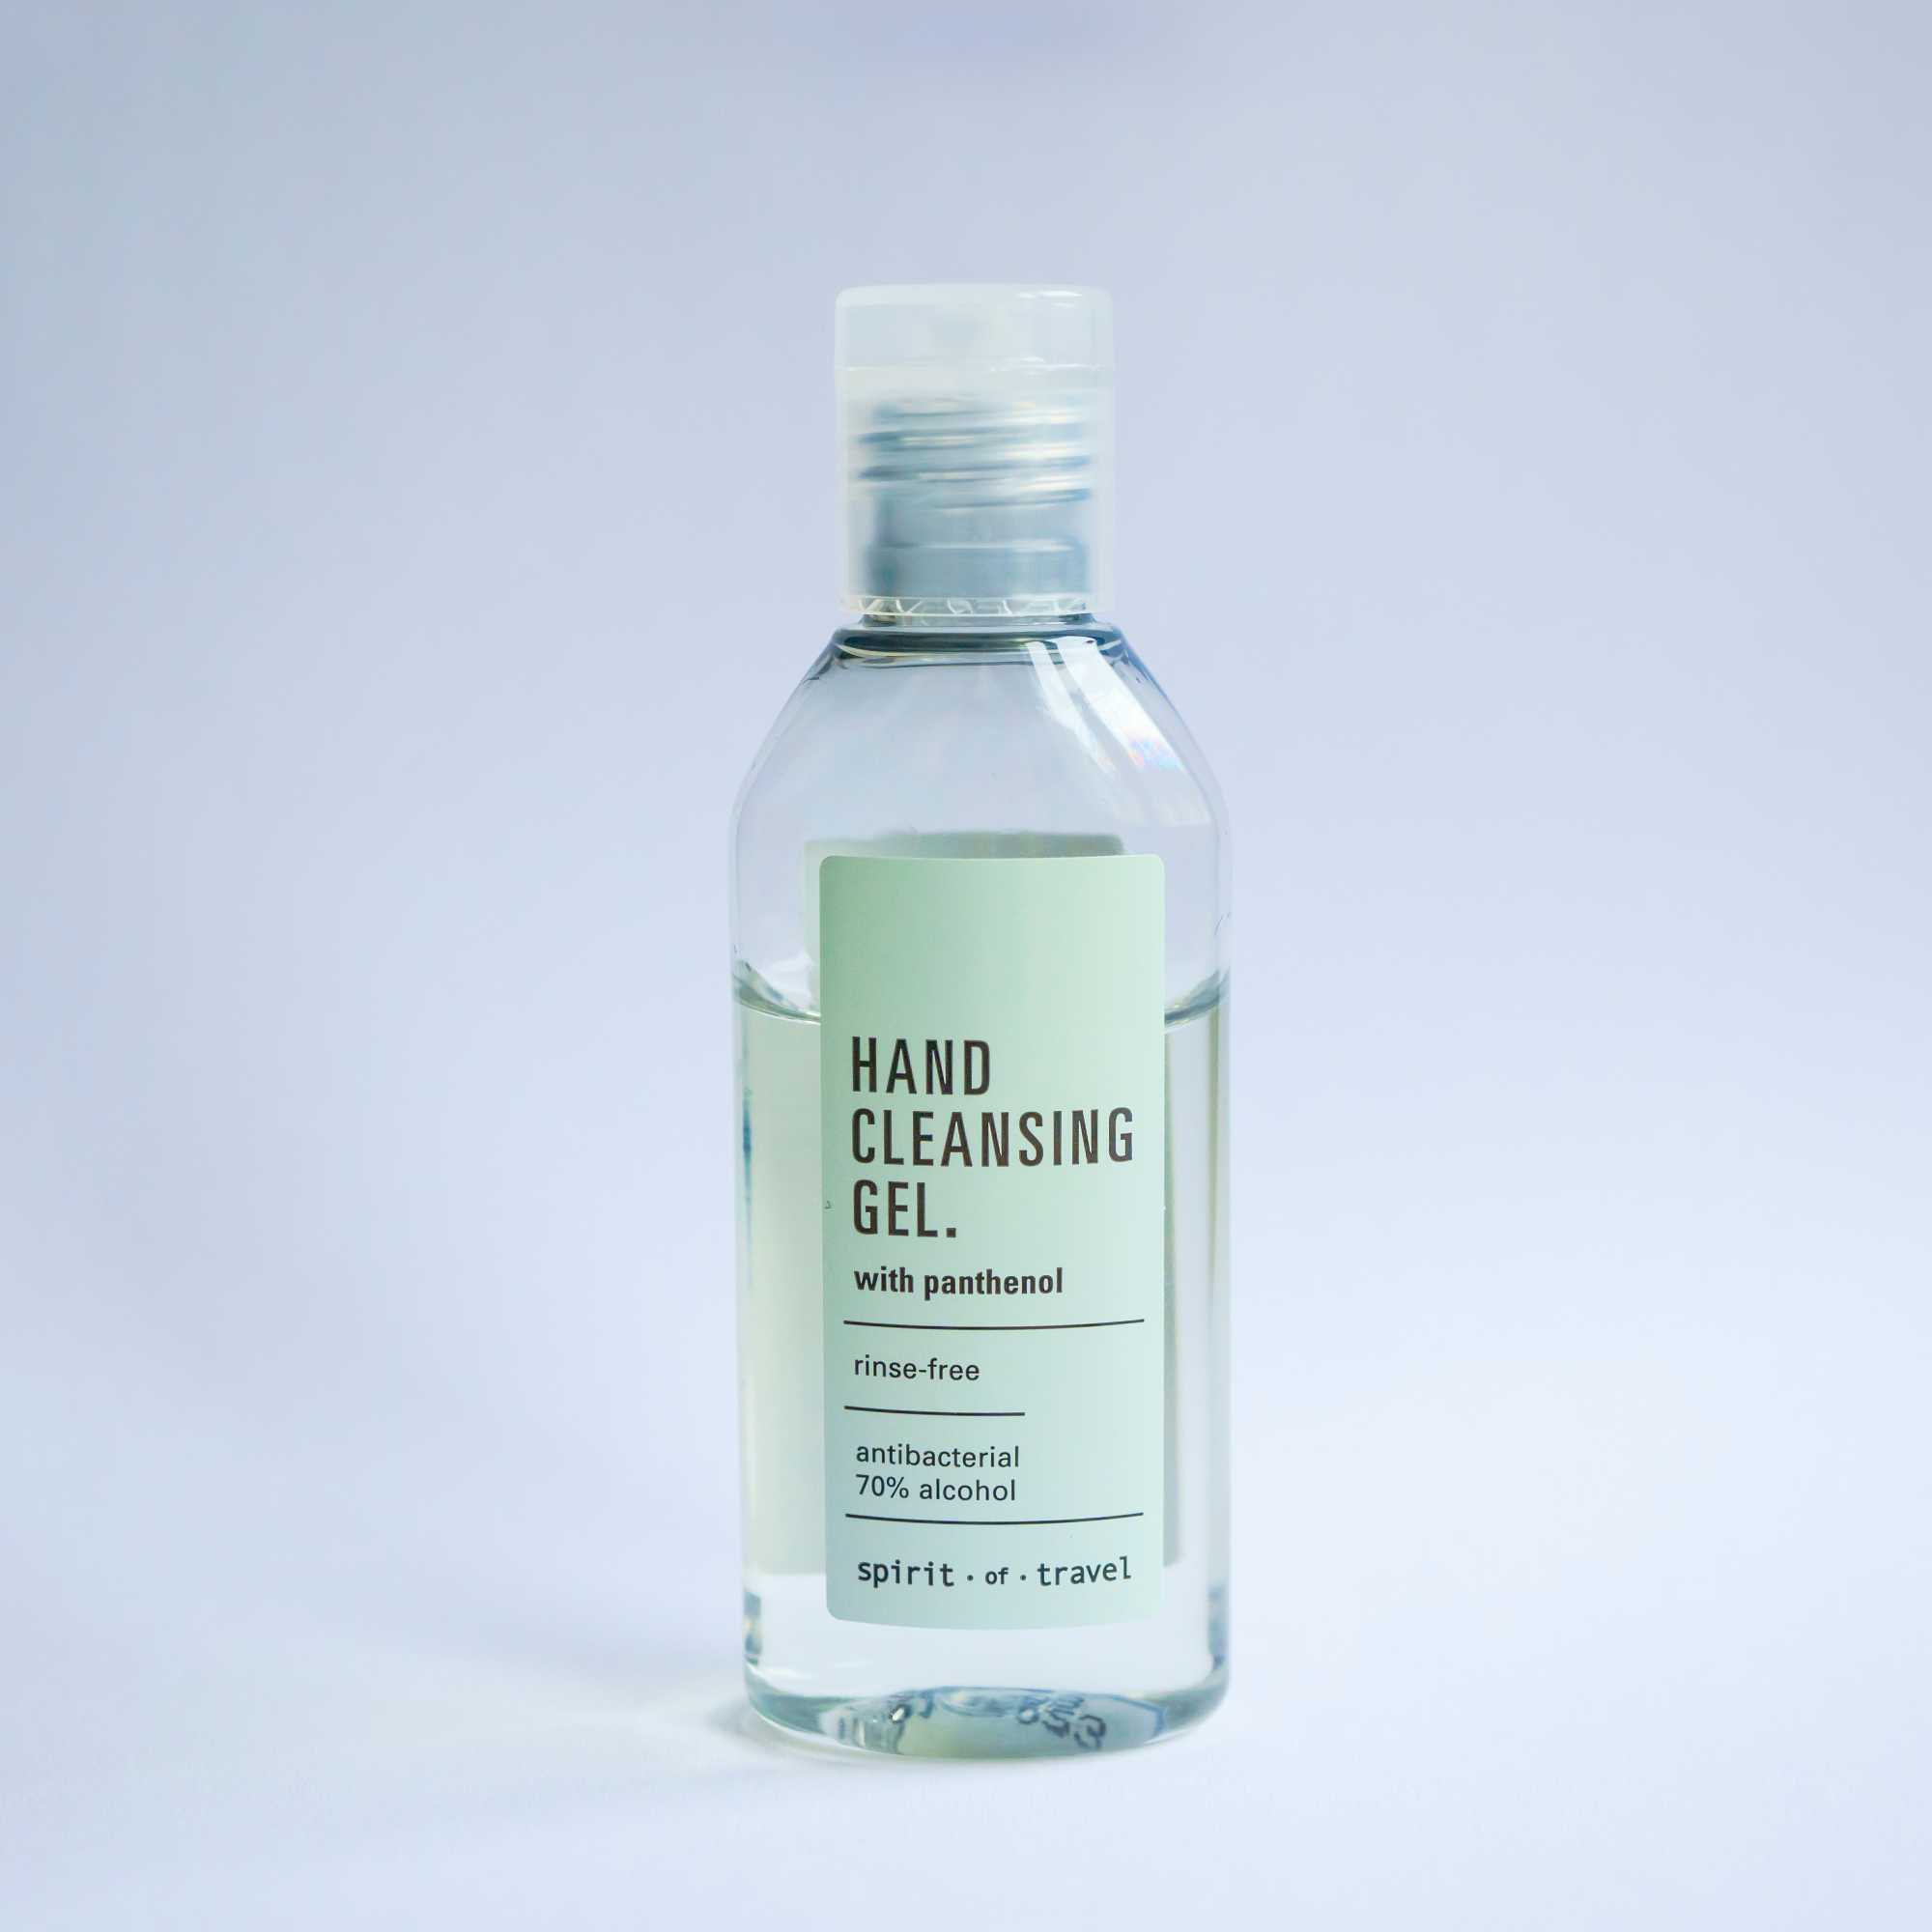 HAND
CLEANSING
GEL.
with panthenol
rinse-free
antibacterial
70% alcohol
spirit · of · travel